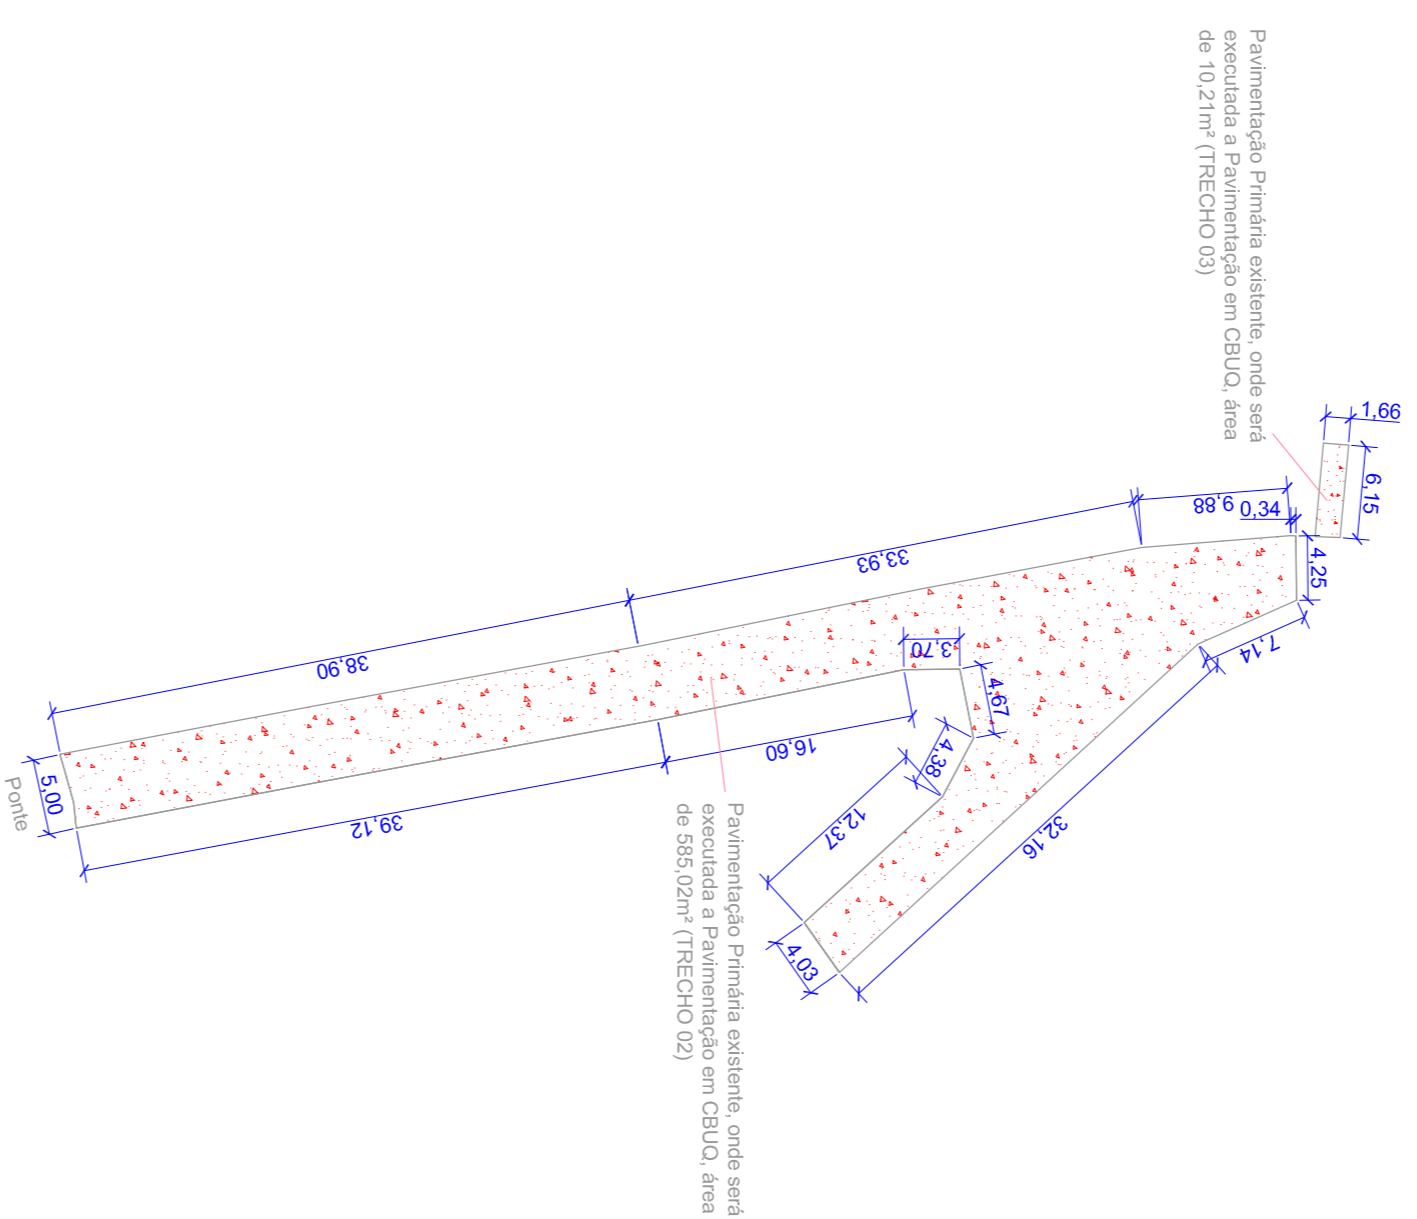 Pavimentação Primária existente, onde será
executada a Pavimentação em CBUQ, área
de 10,21m² (TRECHO 03)
1,66
6,15
9,88
0,34
4,25
7,14
33,93
3,70
4,67
4,38
38,90
16,60
12,37
32,16
5,00
Ponte
39,12
4,03
Pavimentação Primária existente, onde será
executada a Pavimentação em CBUQ, área
de 585,02m² (TRECHO 02)